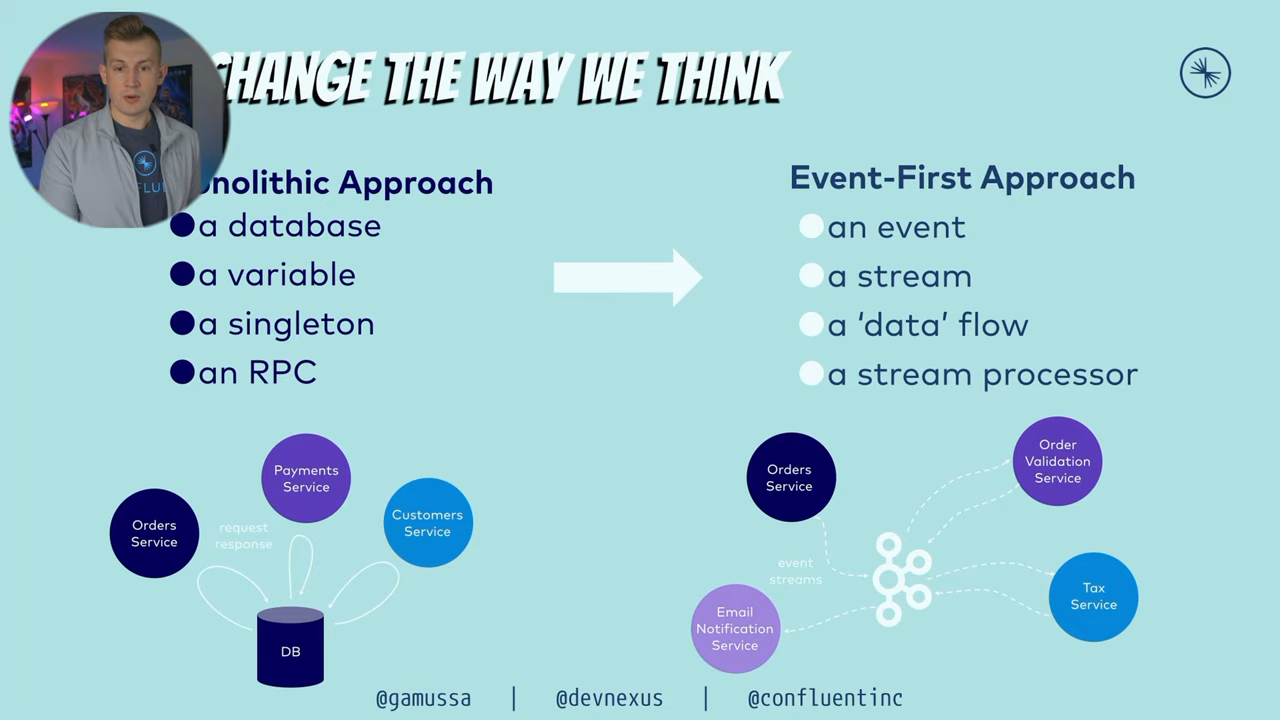 CHANGE THE WAY WE THINK
Approach
a database
a variable
a singleton
an RPC
Event-First Approach
an event
a stream
a ‘data’ flow
a stream processor
Orders
Service
Payments
Service
Customers
Service
request
response
DB
Orders
Service
Order
Validation
Service
event
streams
Tax
Service
Email
Notification
Service
@gamussa | @devnexus | @confluentinc